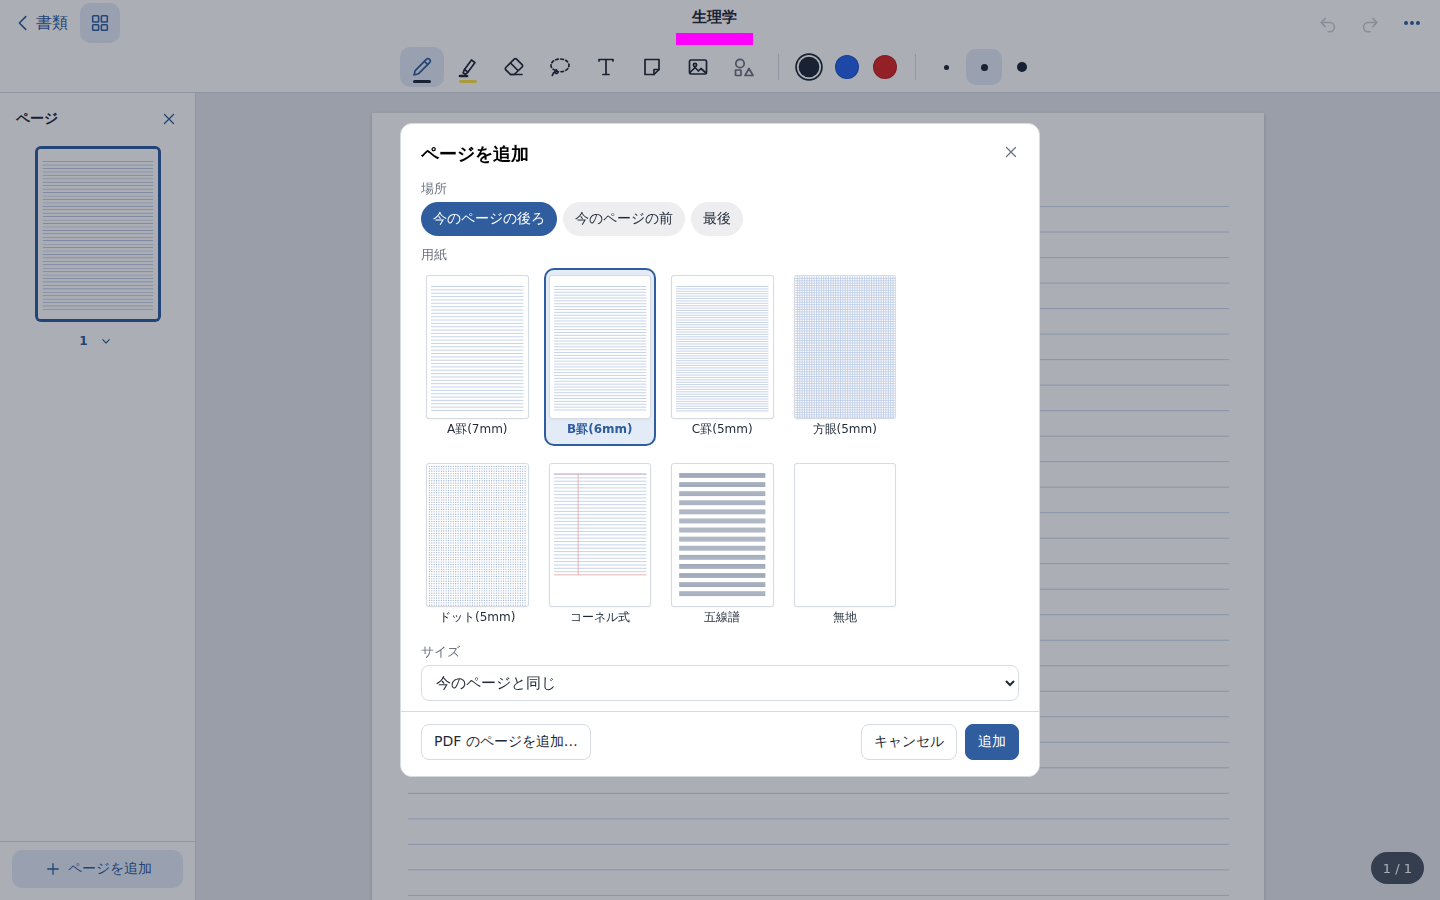 書類
生理学
ページ
1
ページを追加
ページを追加
場所
今のページの後ろ
今のページの前
最後
用紙
A罫(7mm)
B罫(6mm)
C罫(5mm)
方眼(5mm)
ドット(5mm)
コーネル式
五線譜
無地
サイズ
今のページと同じ
PDF のページを追加...
キャンセル
追加
1 / 1